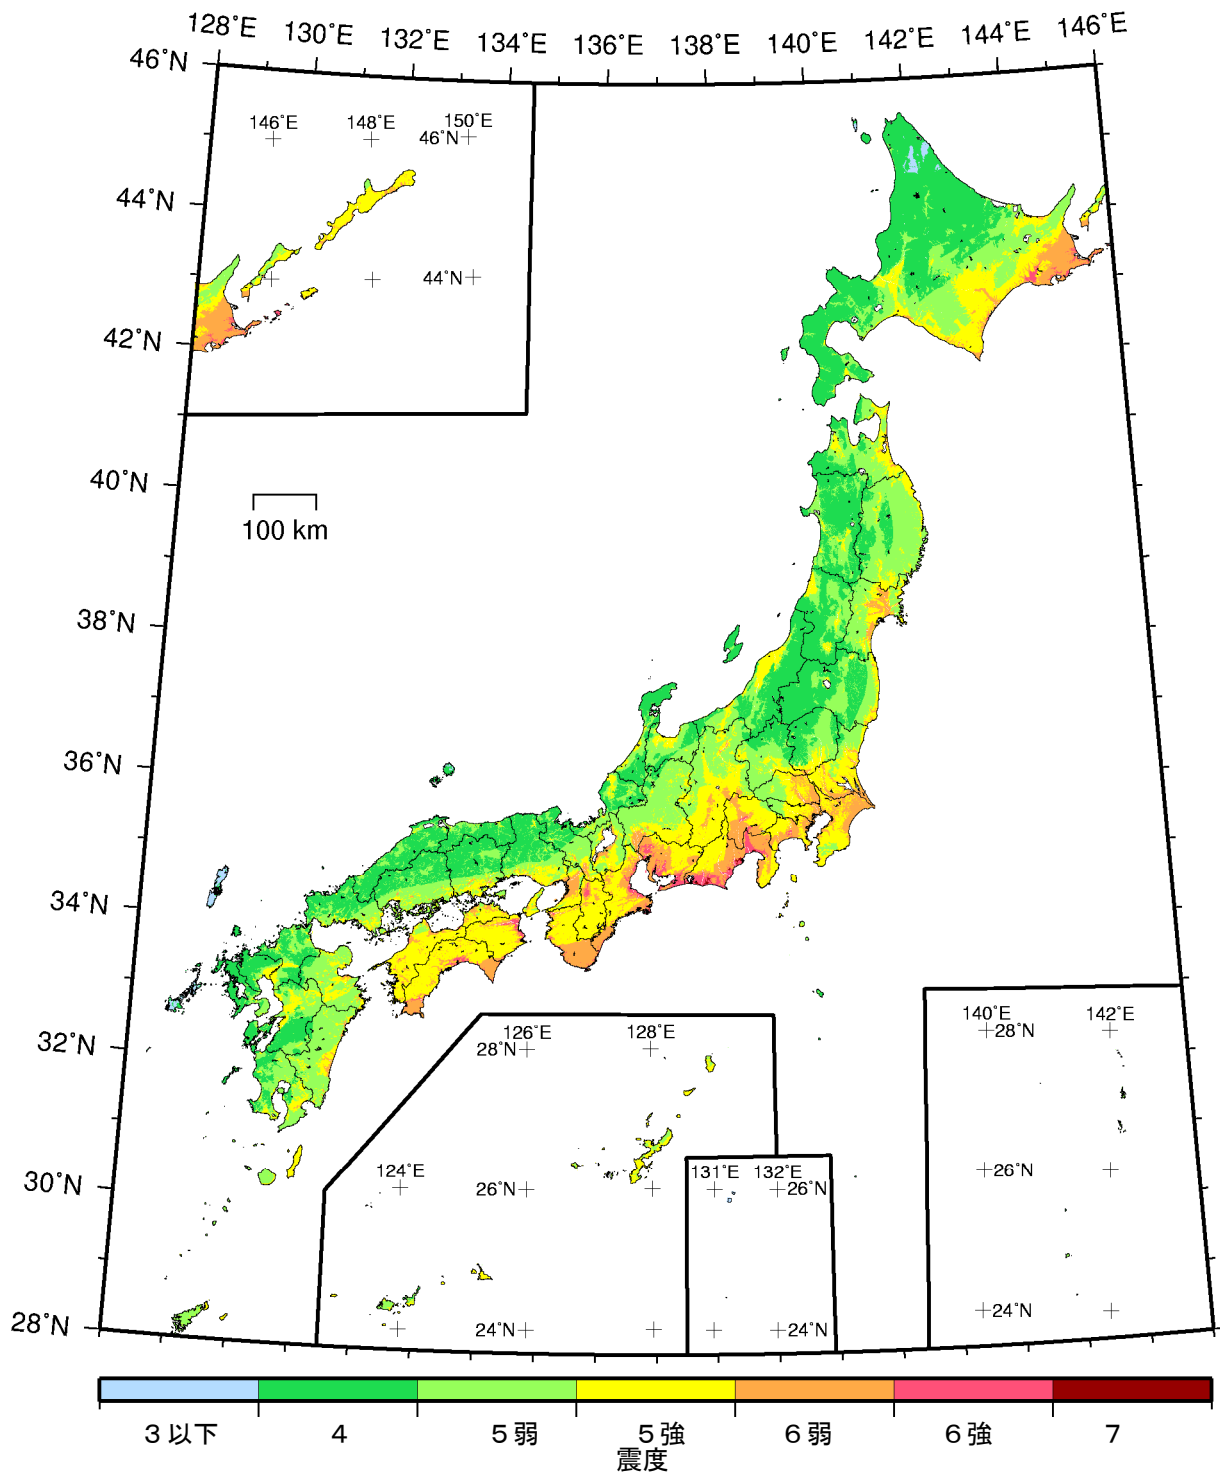 128°E 130°E 132°E 134°E 136°E 138°E 140°E 142°E 144°E 146°E
46°N
146°E 148°E 150°E
46°N
44°N
44°N
42°N
40°N
100 km
38°N
36°N
34°N
32°N
126°E 128°E
28°N
140°E 142°E
28°N
30°N
124°E
26°N
131°E 132°E
26°N
26°N
28°N
24°N
24°N
24°N
3以下 4 5弱 5強 6弱 6強 7
震度